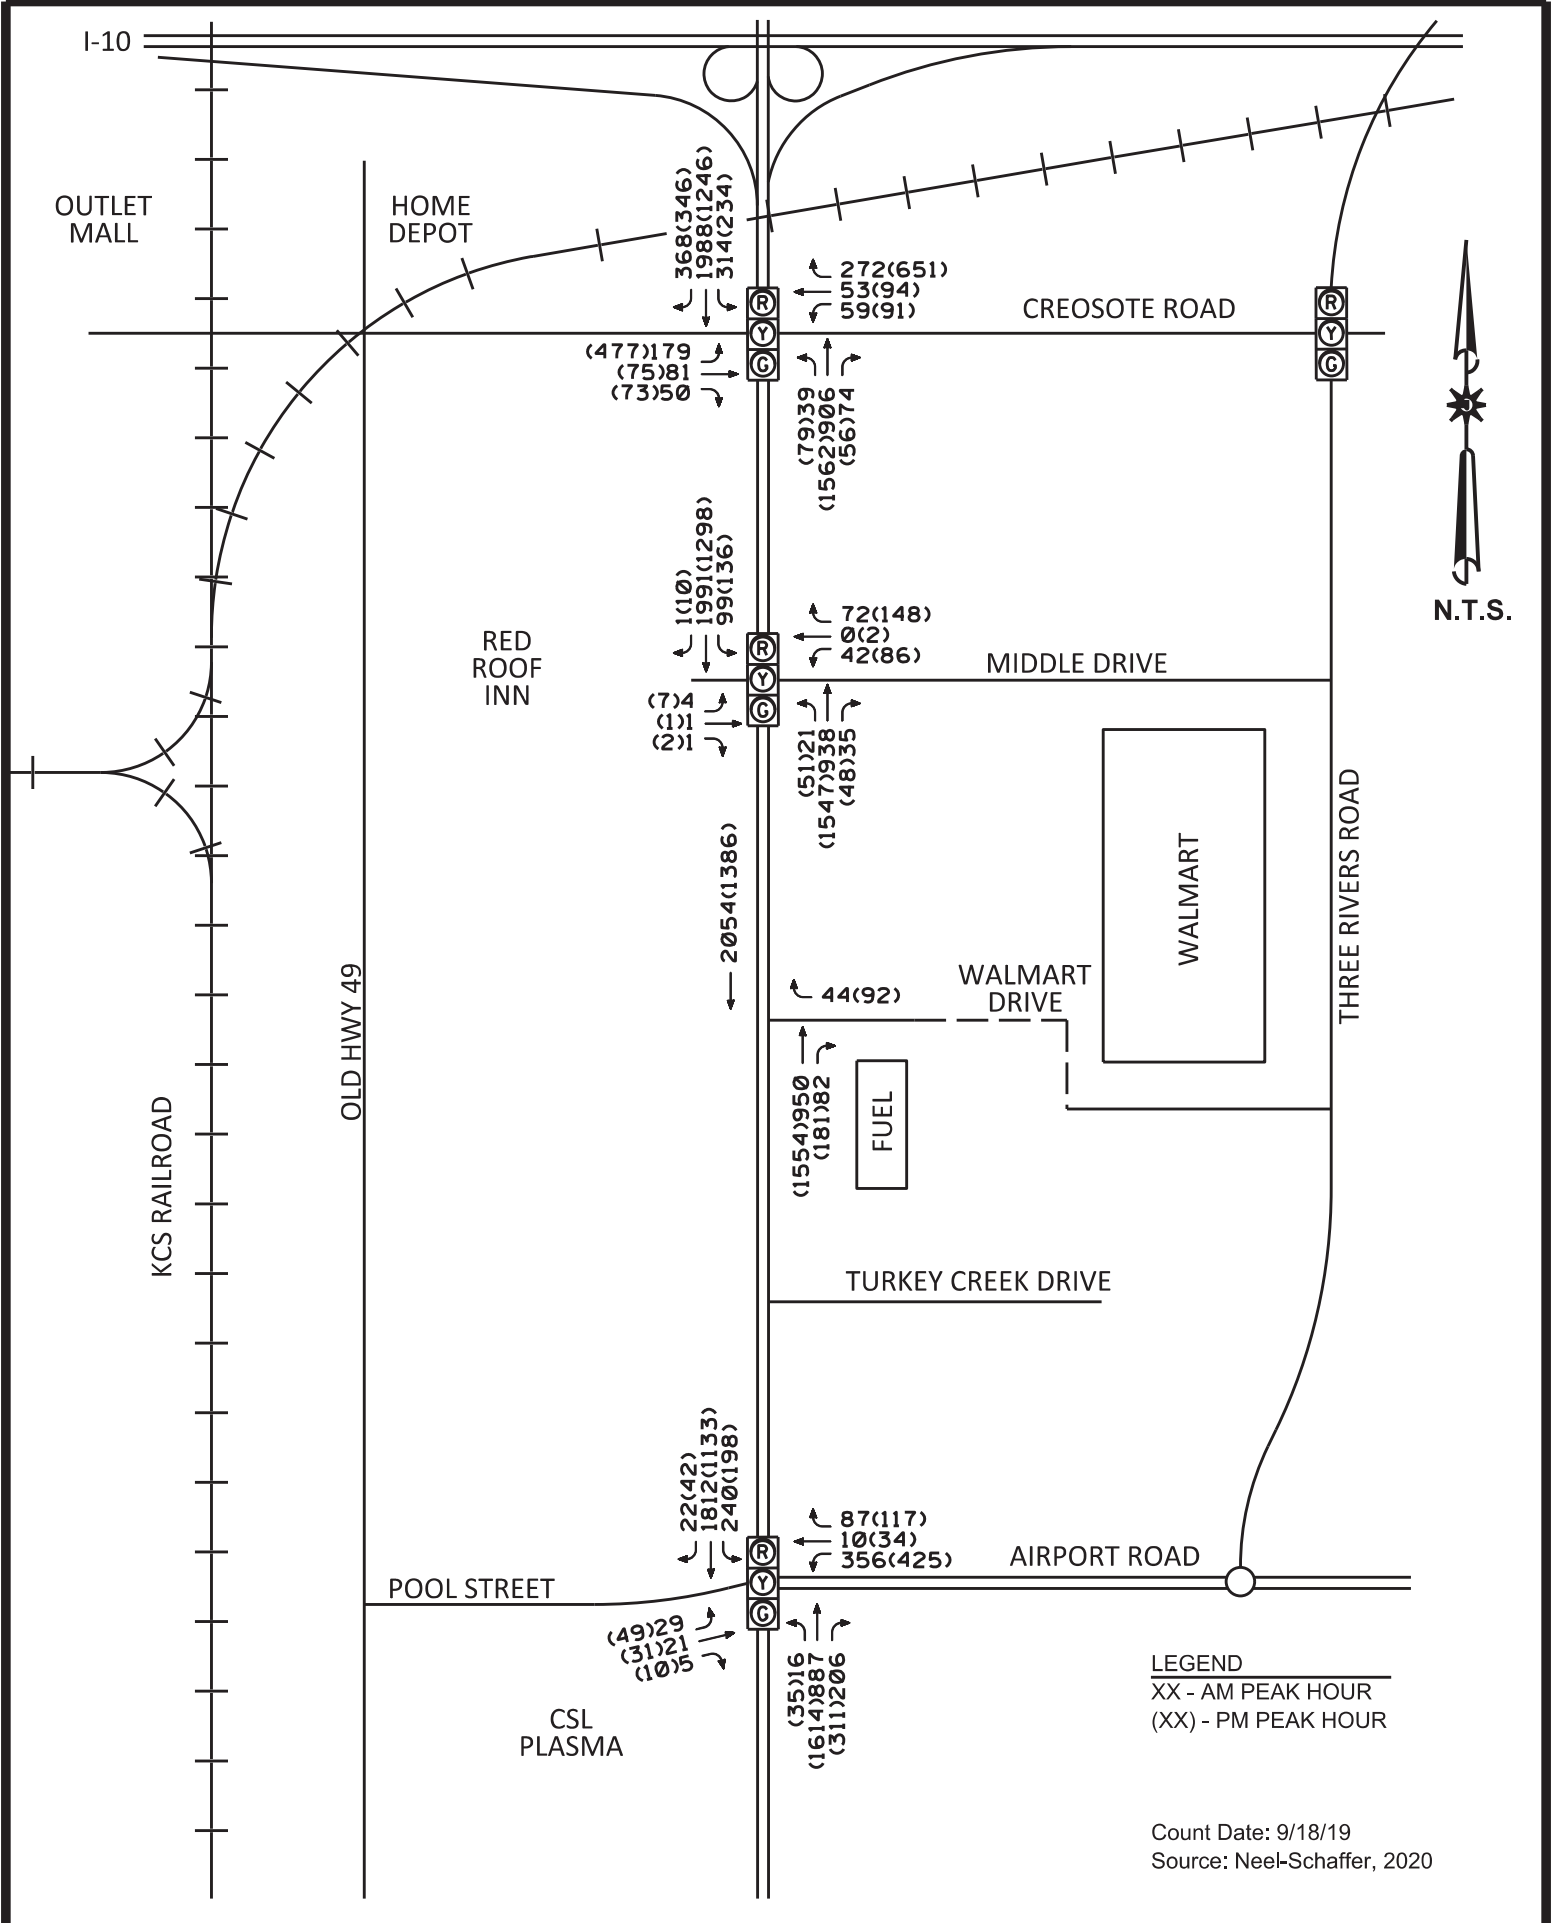 I-10
OUTLET
MALL
HOME
DEPOT
368(346)
1988(1246)
314(234)
272(651)
53(94)
59(91)
CREOSOTE ROAD
R
Y
G
R
Y
G
(477)179
(75)81
(73)50
(79)39
(1562)906
(56)74
N.T.S.
1(10)
1991(1298)
99(136)
72(148)
0(2)
42(86)
RED
ROOF
INN
MIDDLE DRIVE
R
Y
G
(7)4
(1)1
(2)1
(51)21
(1547)938
(48)35
2054(1386)
WALMART
THREE RIVERS ROAD
44(92)
WALMART
DRIVE
OLD HWY 49
(1554)950
(181)82
FUEL
KCS RAILROAD
TURKEY CREEK DRIVE
22(42)
1812(1133)
240(198)
87(117)
10(34)
356(425)
AIRPORT ROAD
POOL STREET
R
Y
G
(49)29
(31)21
(10)5
(35)16
(1614)887
(311)206
CSL
PLASMA
LEGEND
XX - AM PEAK HOUR
(XX) - PM PEAK HOUR
Count Date: 9/18/19
Source: Neel-Schaffer, 2020